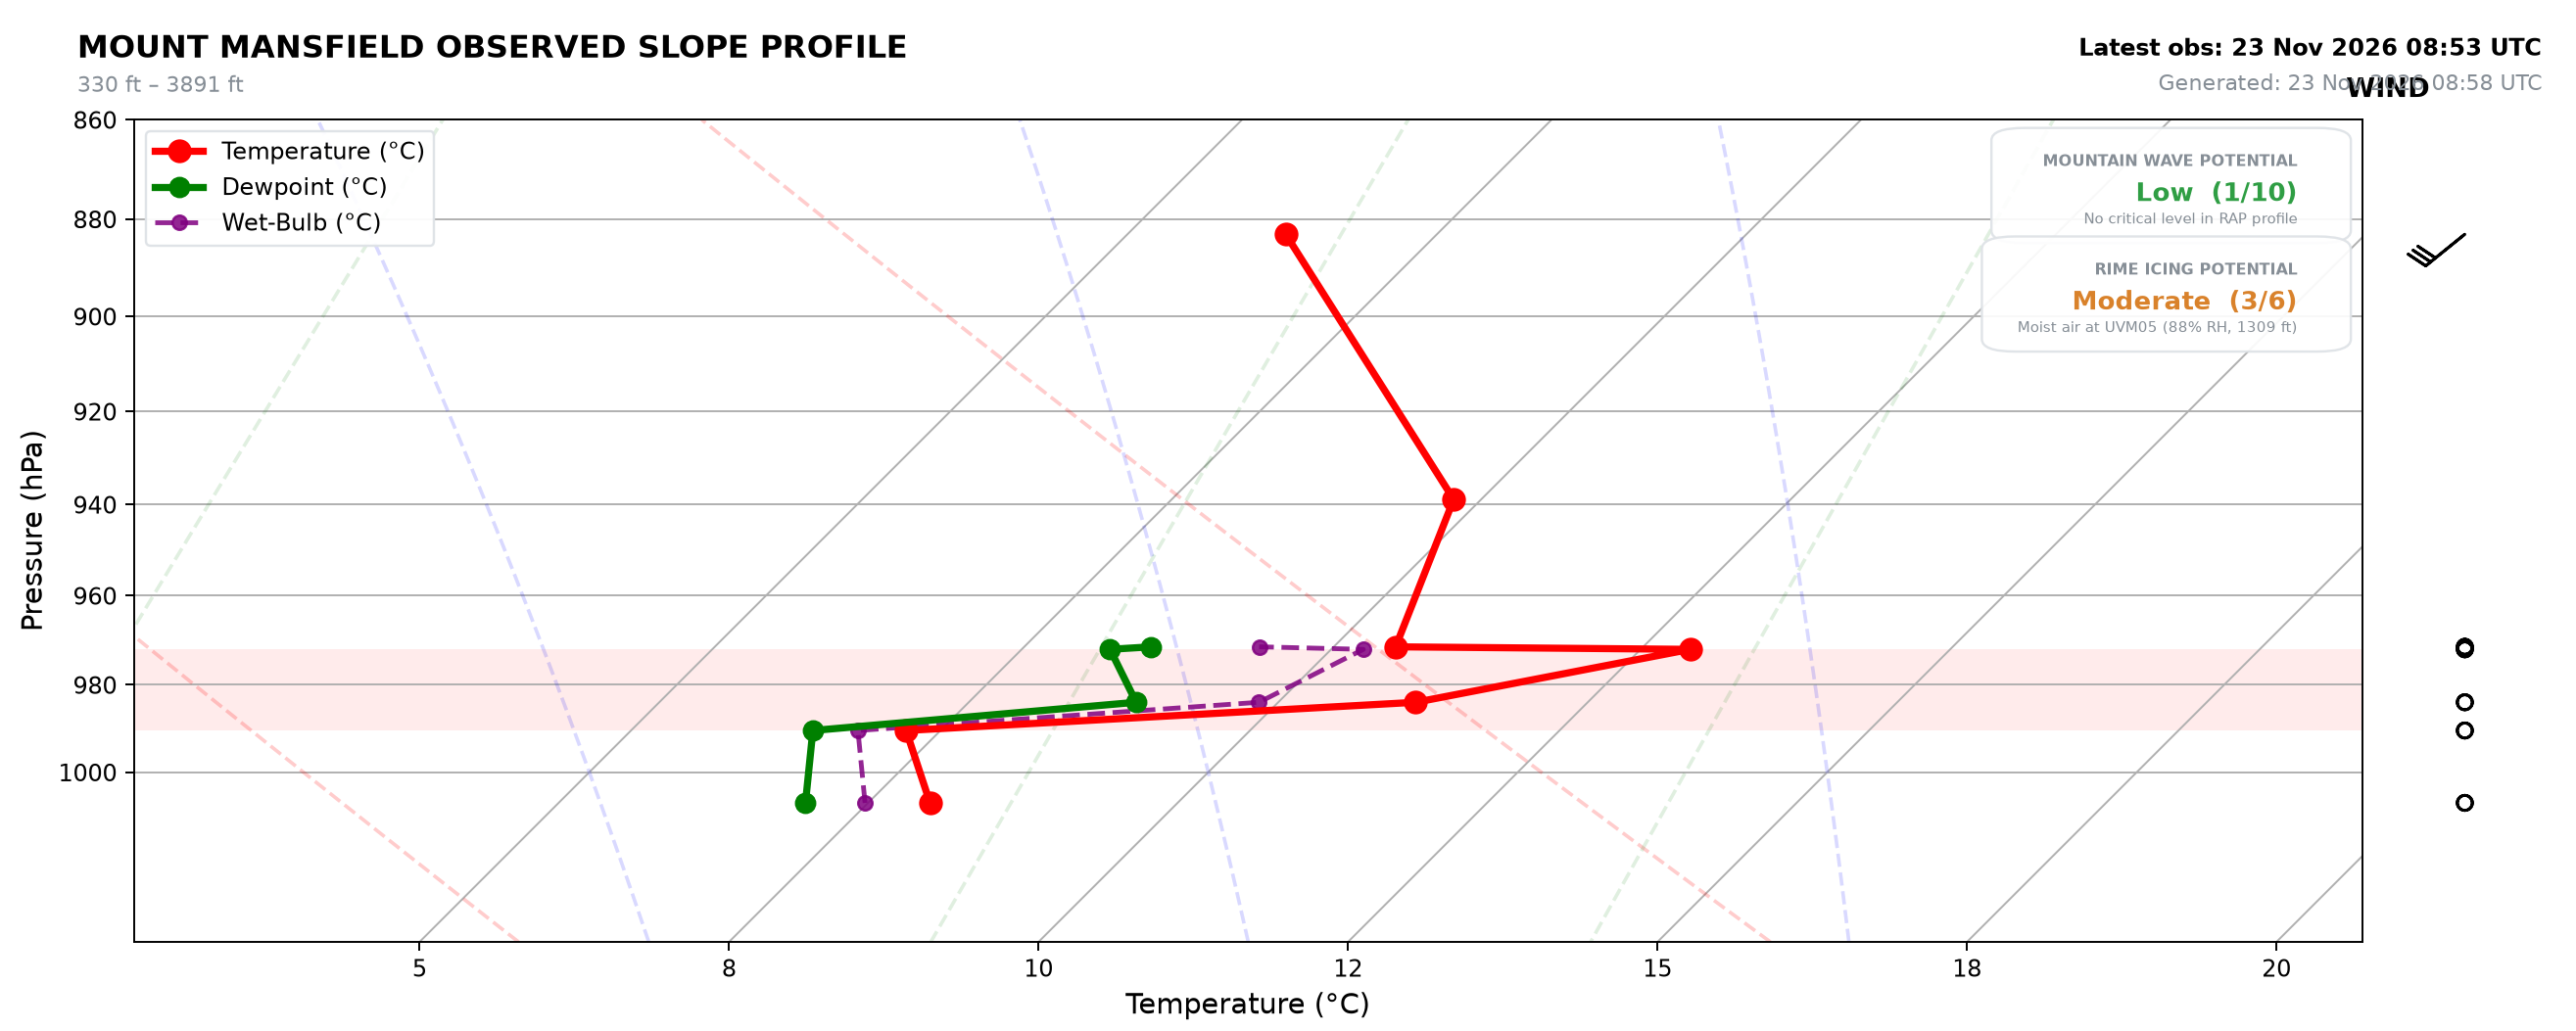 MOUNT MANSFIELD OBSERVED SLOPE PROFILE
330 ft – 3891 ft
Latest obs: 23 Nov 2026 08:53 UTC
Generated: 23 Nov 2026 08:58 UTC
WIND
Temperature (°C)
Dewpoint (°C)
Wet-Bulb (°C)
MOUNTAIN WAVE POTENTIAL
Low (1/10)
No critical level in RAP profile
RIME ICING POTENTIAL
Moderate (3/6)
Moist air at UVM05 (88% RH, 1309 ft)
Pressure (hPa)
860
880
900
920
940
960
980
1000
5 8 10 12 15 18 20
Temperature (°C)